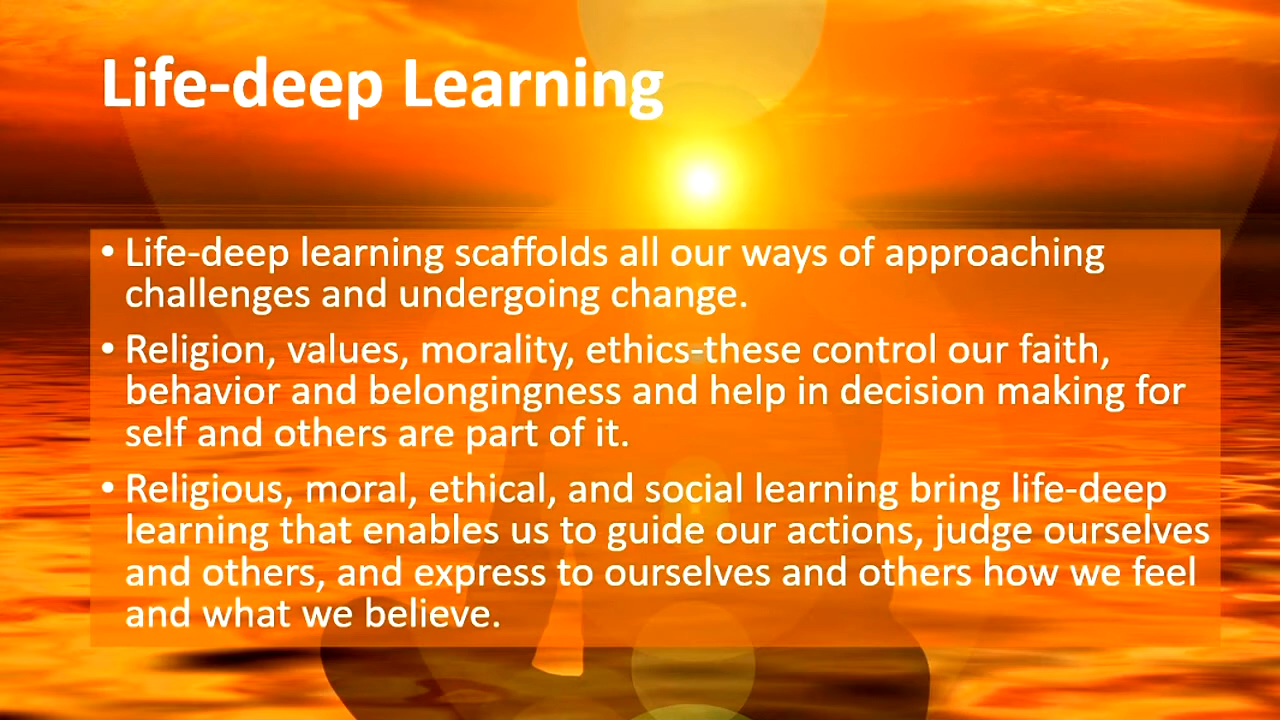 Life-deep Learning
• Life-deep learning scaffolds all our ways of approaching
challenges and undergoing change.
• Religion, values, morality, ethics-these control our faith,
behavior and belongingness and help in decision making for
self and others are part of it.
• Religious, moral, ethical, and social learning bring life-deep
learning that enables us to guide our actions, judge ourselves
and others, and express to ourselves and others how we feel
and what we believe.